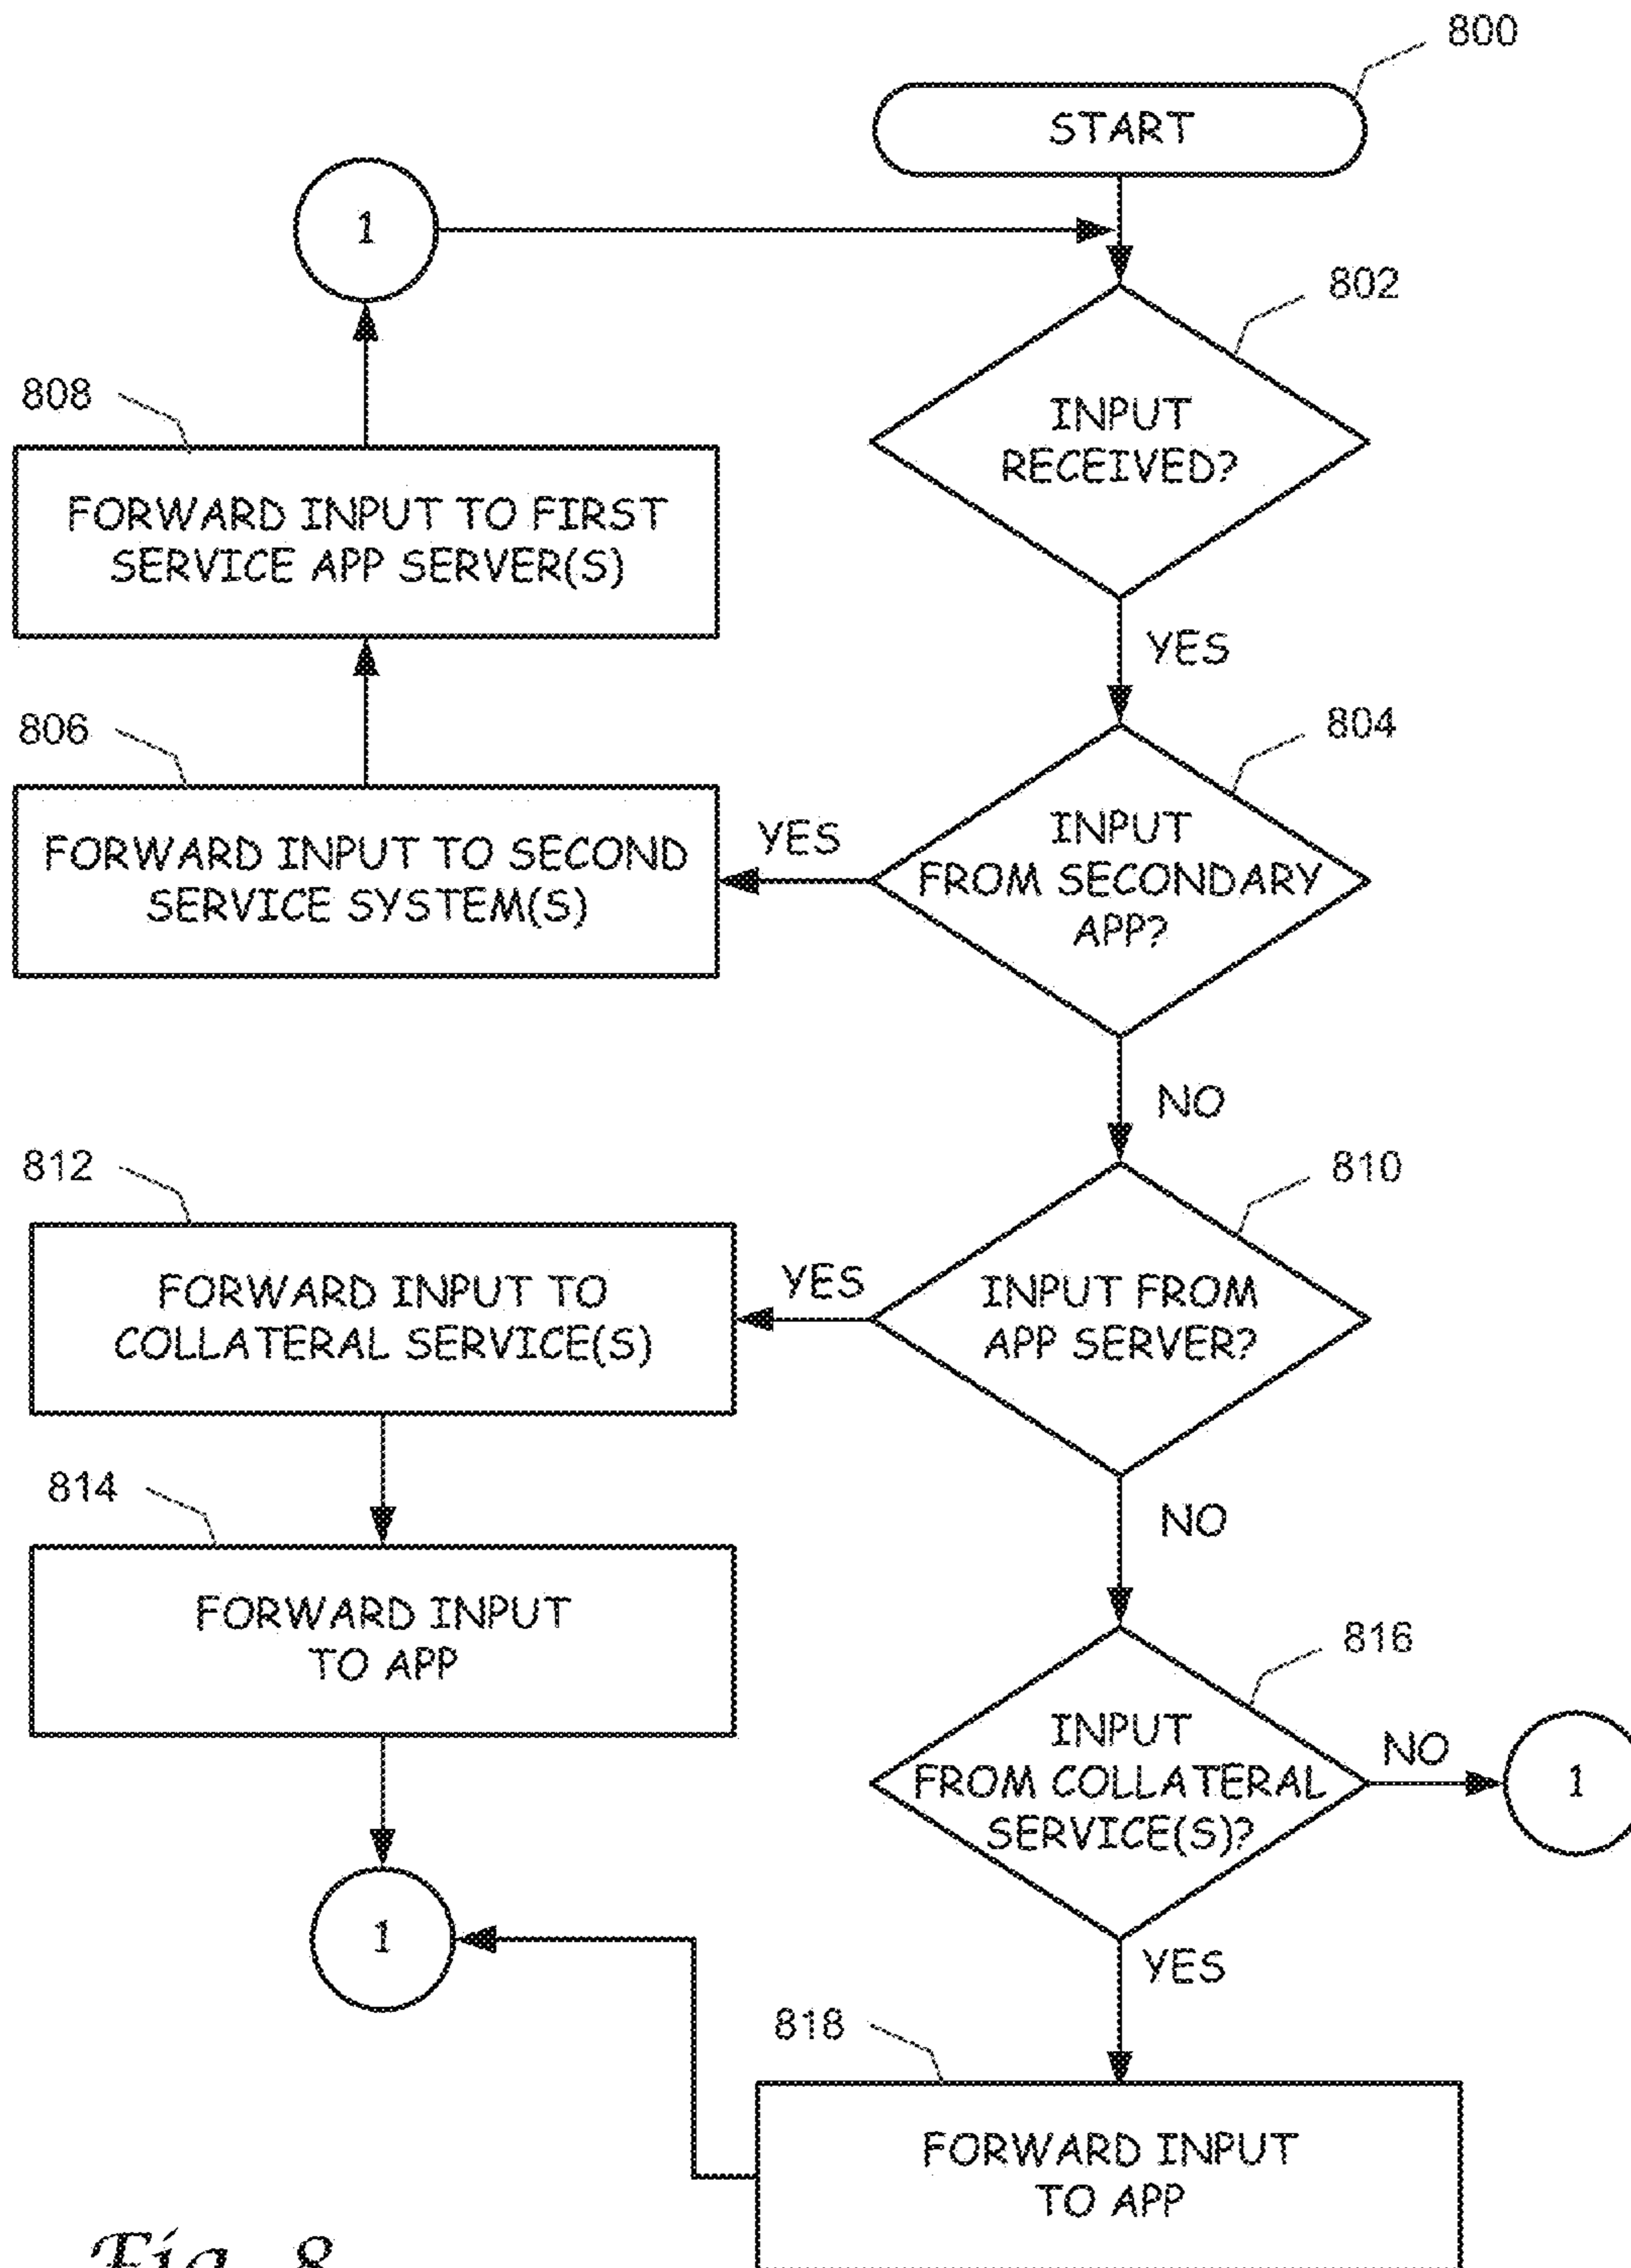 800
START
1
802
INPUT
RECEIVED?
808
FORWARD INPUT TO FIRST
SERVICE APP SERVER(S)
YES
806
804
FORWARD INPUT TO SECOND
SERVICE SYSTEM(S)
YES
INPUT
FROM SECONDARY
APP?
NO
812
810
FORWARD INPUT TO
COLLATERAL SERVICE(S)
YES
INPUT FROM
APP SERVER?
814
NO
FORWARD INPUT
TO APP
816
INPUT
FROM COLLATERAL
SERVICE(S)?
NO
1
1
YES
818
FORWARD INPUT
TO APP
Fig. 8